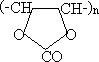 (-CH CH-)n
O O
CO